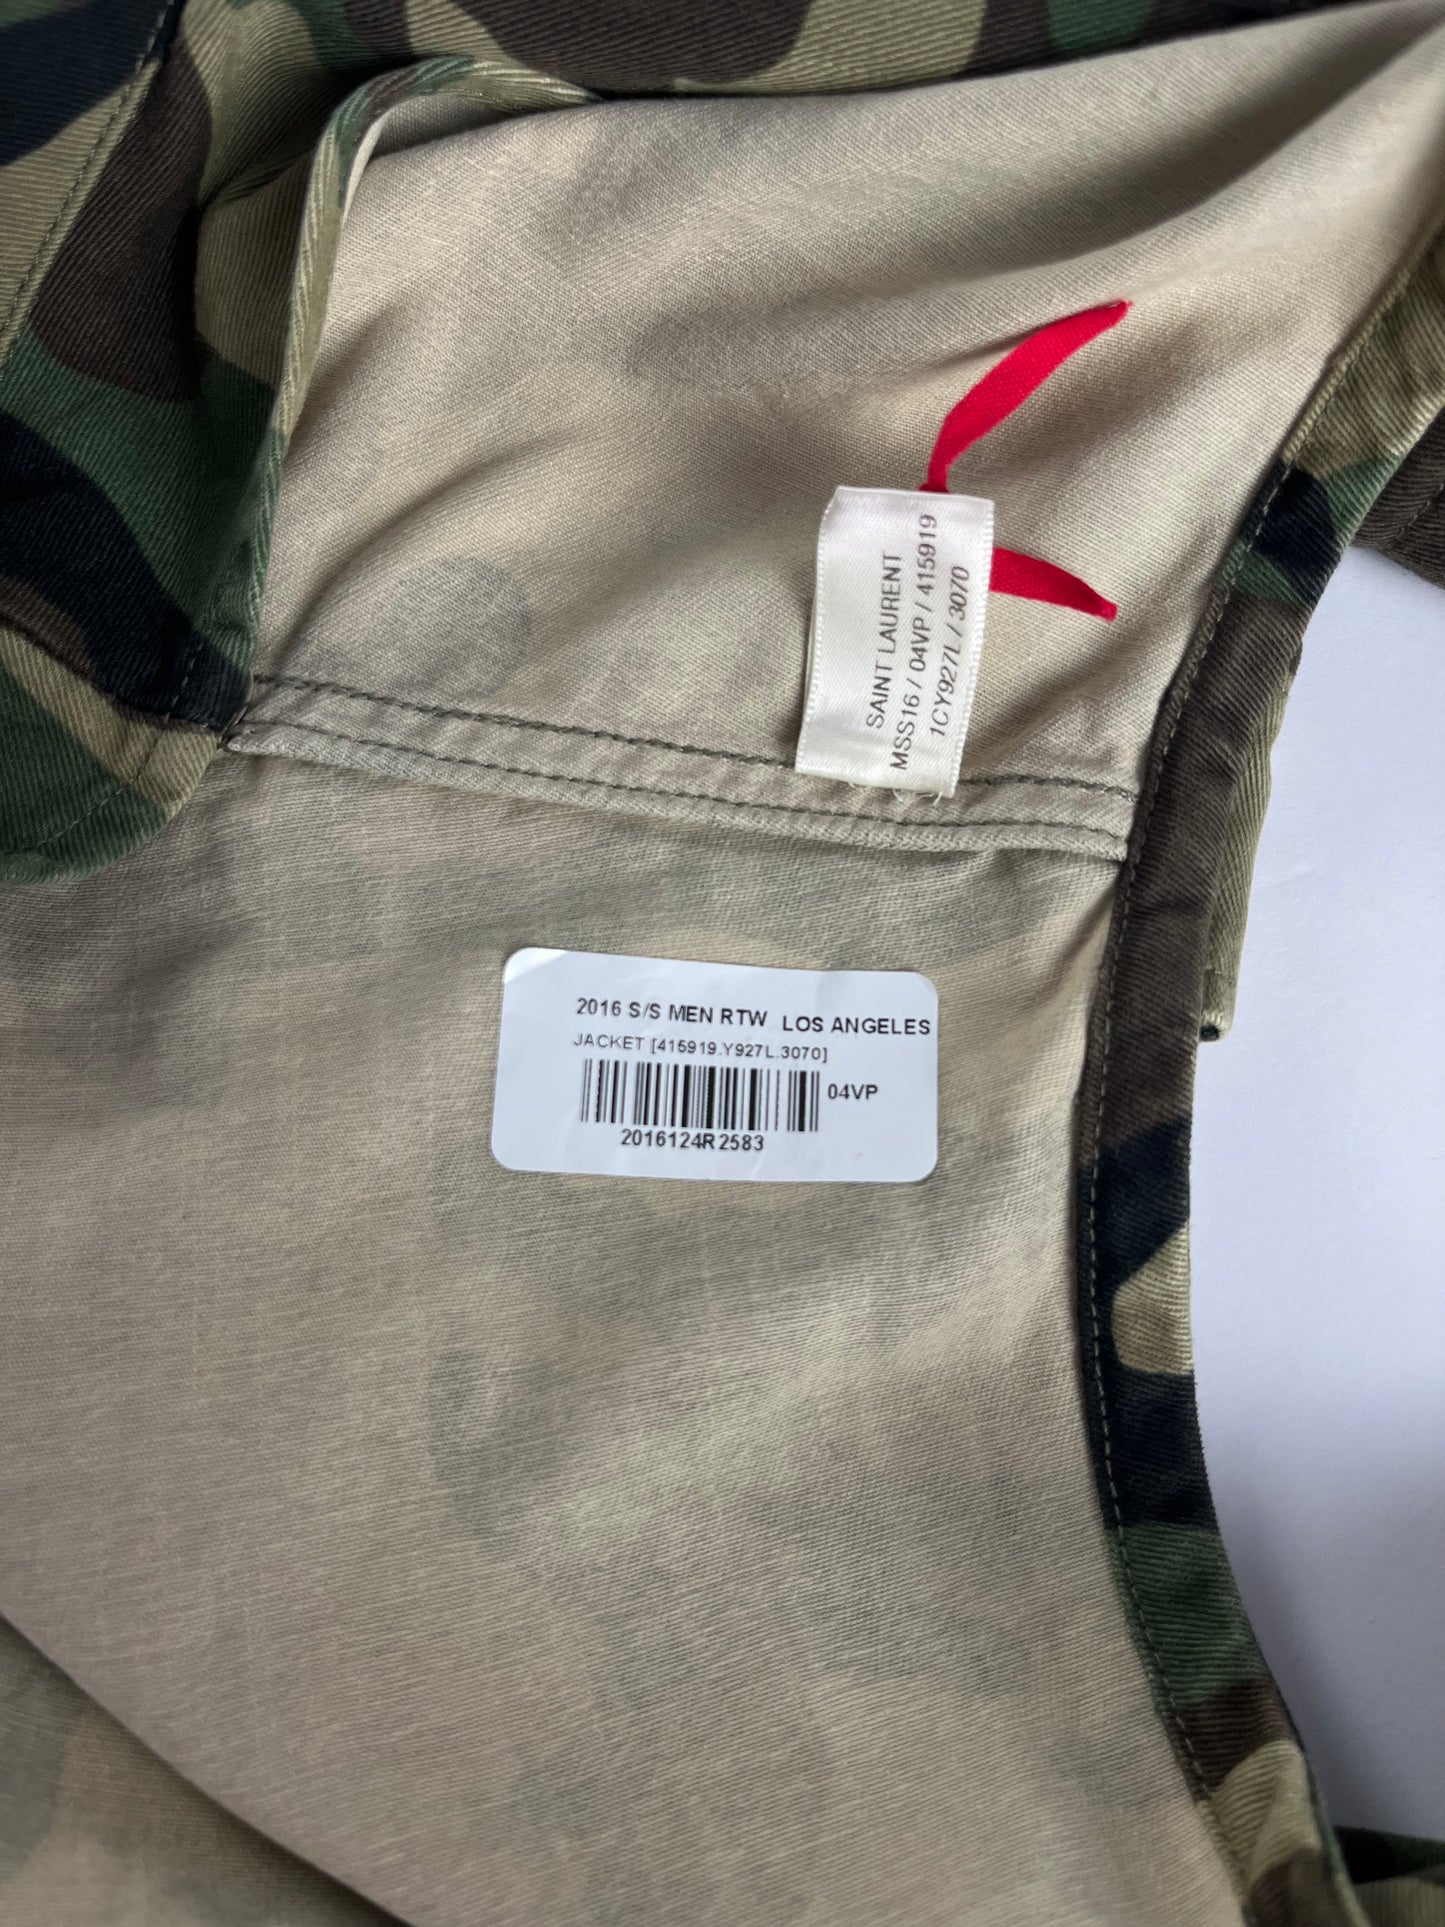 SAINT LAURENT
MSS16 / 04VP / 415919
1CY927L / 3070
2016 S/S MEN RTW LOS ANGELES
JACKET [415919.Y927L.3070]
04VP
2016124R2583